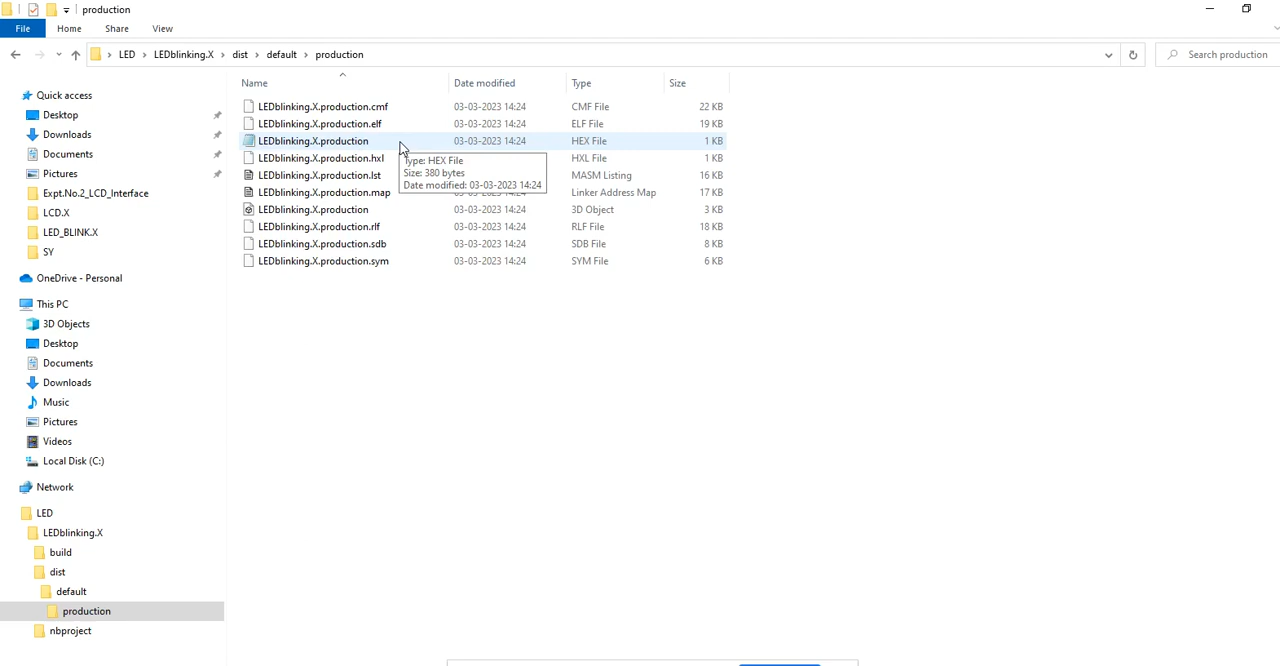 production
File Home Share View
LED LEDblinking.X dist default production Search production
Name Date modified Type Size
LEDblinking.X.production.cmf 03-03-2023 14:24 CMF File 22 KB
LEDblinking.X.production.elf 03-03-2023 14:24 ELF File 19 KB
LEDblinking.X.production 03-03-2023 14:24 HEX File 1 KB
LEDblinking.X.production.hxl HXL File 1 KB
LEDblinking.X.production.lst MASM Listing 16 KB
LEDblinking.X.production.map 03-03-2023 14:24 Linker Address Map 17 KB
LEDblinking.X.production 03-03-2023 14:24 3D Object 3 KB
LEDblinking.X.production.rlf 03-03-2023 14:24 RLF File 18 KB
LEDblinking.X.production.sdb 03-03-2023 14:24 SDB File 8 KB
LEDblinking.X.production.sym 03-03-2023 14:24 SYM File 6 KB
Type: HEX File
Size: 380 bytes
Date modified: 03-03-2023 14:24
Quick access
Desktop
Downloads
Documents
Pictures
Expt.No.2_LCD_Interface
LCD.X
LED_BLINK.X
SY
OneDrive - Personal
This PC
3D Objects
Desktop
Documents
Downloads
Music
Pictures
Videos
Local Disk (C:)
Network
LED
LEDblinking.X
build
dist
default
production
nbproject